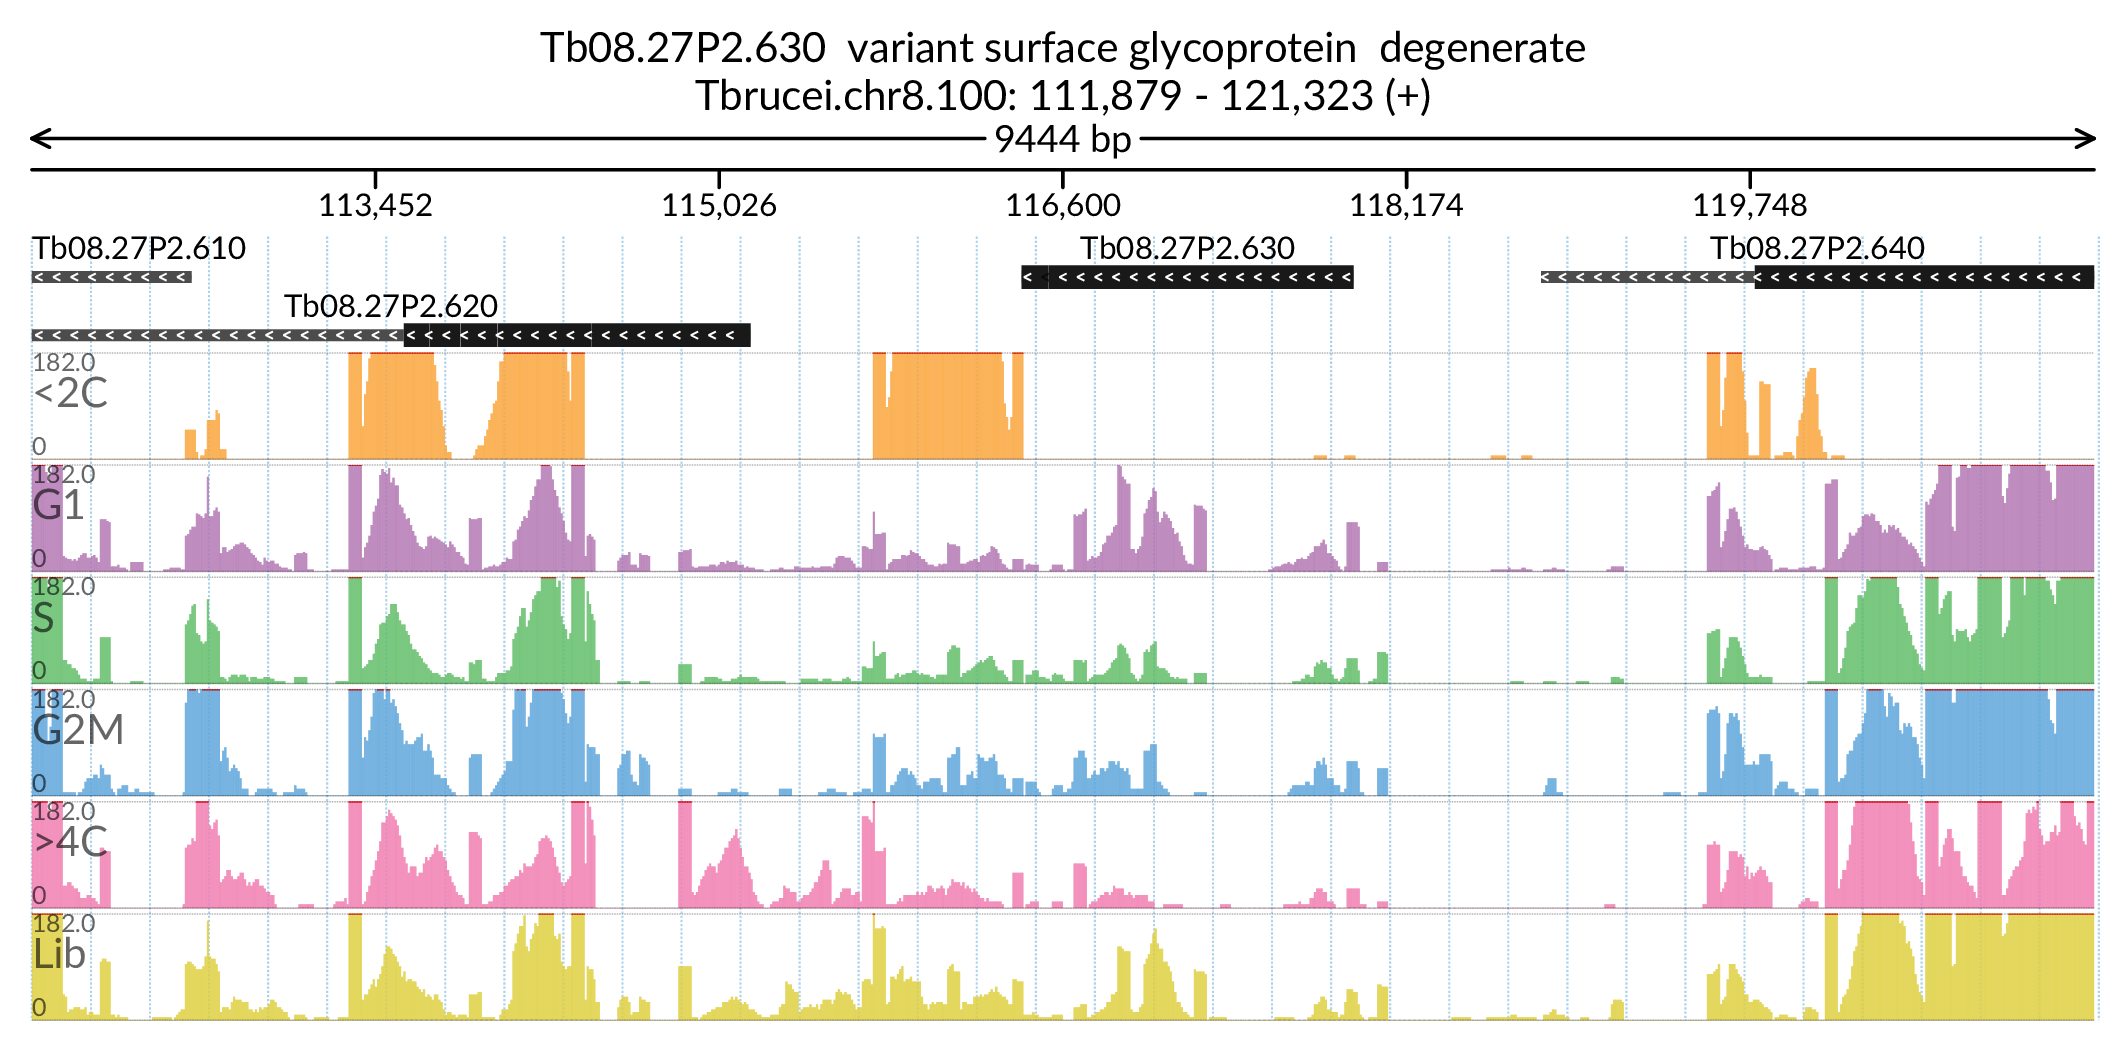 Tb08.27P2.630 variant surface glycoprotein degenerate
Tbrucei.chr8.100: 111,879 - 121,323 (+)
9444 bp
113,452 115,026 116,600 118,174 119,748
Tb08.27P2.610 Tb08.27P2.630 Tb08.27P2.640
Tb08.27P2.620
182.0
<2C
0
182.0
G1
0
182.0
S
0
182.0
G2M
0
182.0
>4C
0
182.0
Lib
0